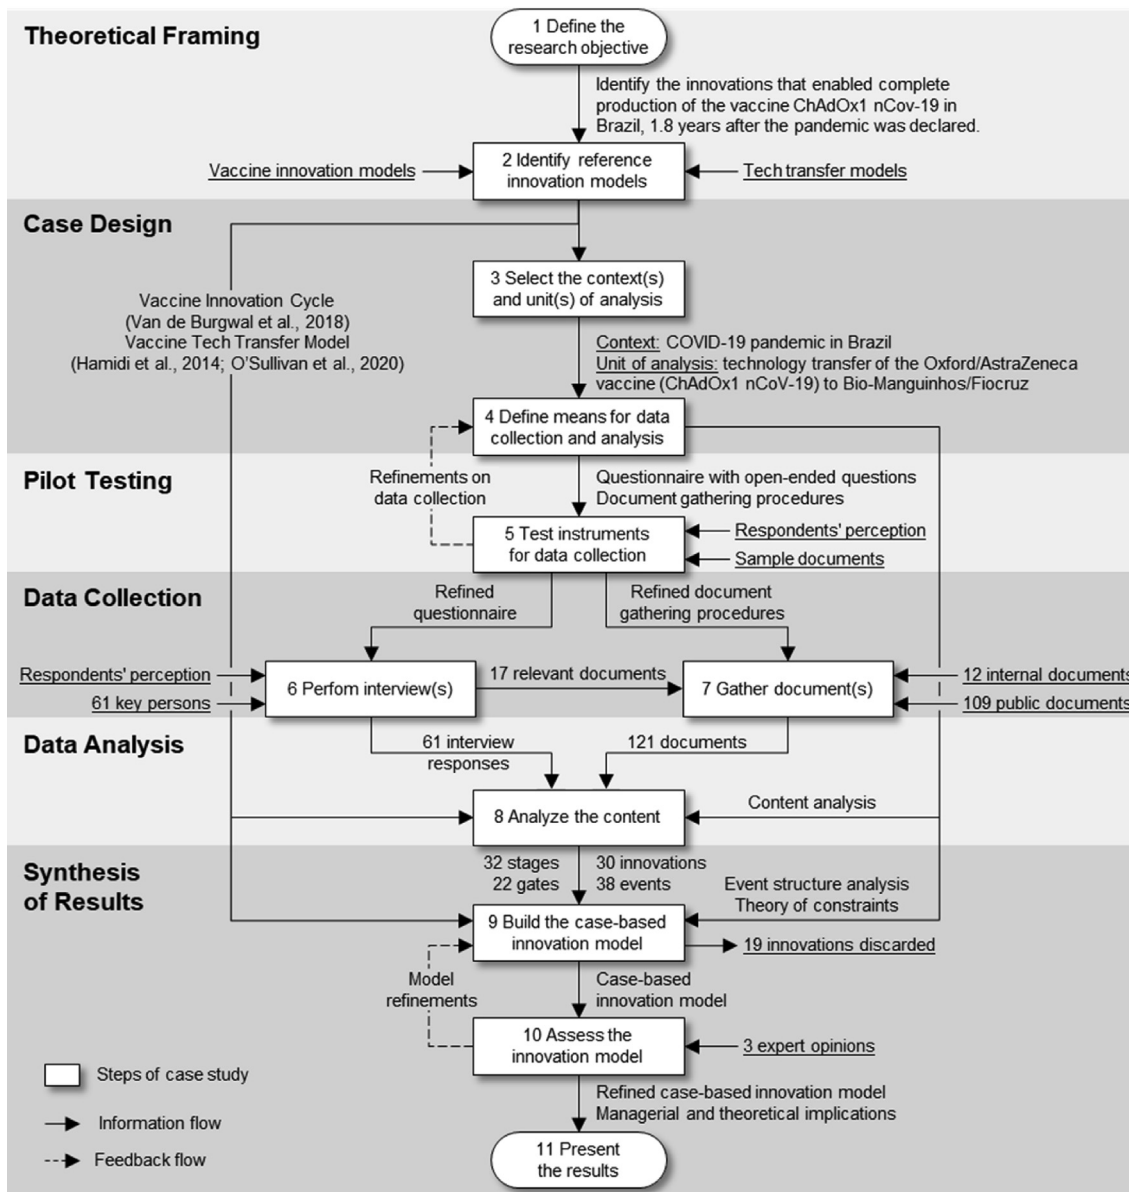 Theoretical Framing
1 Define the
research objective
Identify the innovations that enabled complete
production of the vaccine ChAdOx1 nCov-19 in
Brazil, 1.8 years after the pandemic was declared.
Vaccine innovation models
2 Identify reference
innovation models
Tech transfer models
Case Design
3 Select the context(s)
and unit(s) of analysis
Vaccine Innovation Cycle
(Van de Burgwal et al., 2018)
Vaccine Tech Transfer Model
(Hamidi et al., 2014; O'Sullivan et al., 2020)
Context: COVID-19 pandemic in Brazil
Unit of analysis: technology transfer of the Oxford/AstraZeneca
vaccine (ChAdOx1 nCoV-19) to Bio-Manguinhos/Fiocruz
4 Define means for data
collection and analysis
Pilot Testing
Refinements on
data collection
Questionnaire with open-ended questions
Document gathering procedures
5 Test instruments
for data collection
Respondents' perception
Sample documents
Data Collection
Refined
questionnaire
Refined document
gathering procedures
Respondents' perception
61 key persons
6 Perfom interview(s)
17 relevant documents
7 Gather document(s)
12 internal documents
109 public documents
Data Analysis
61 interview
responses
121 documents
8 Analyze the content
Content analysis
Synthesis
of Results
32 stages
22 gates
30 innovations
38 events
Event structure analysis
Theory of constraints
9 Build the case-based
innovation model
19 innovations discarded
Model
refinements
Case-based
innovation model
10 Assess the
innovation model
3 expert opinions
Refined case-based innovation model
Managerial and theoretical implications
11 Present
the results
Steps of case study
Information flow
Feedback flow